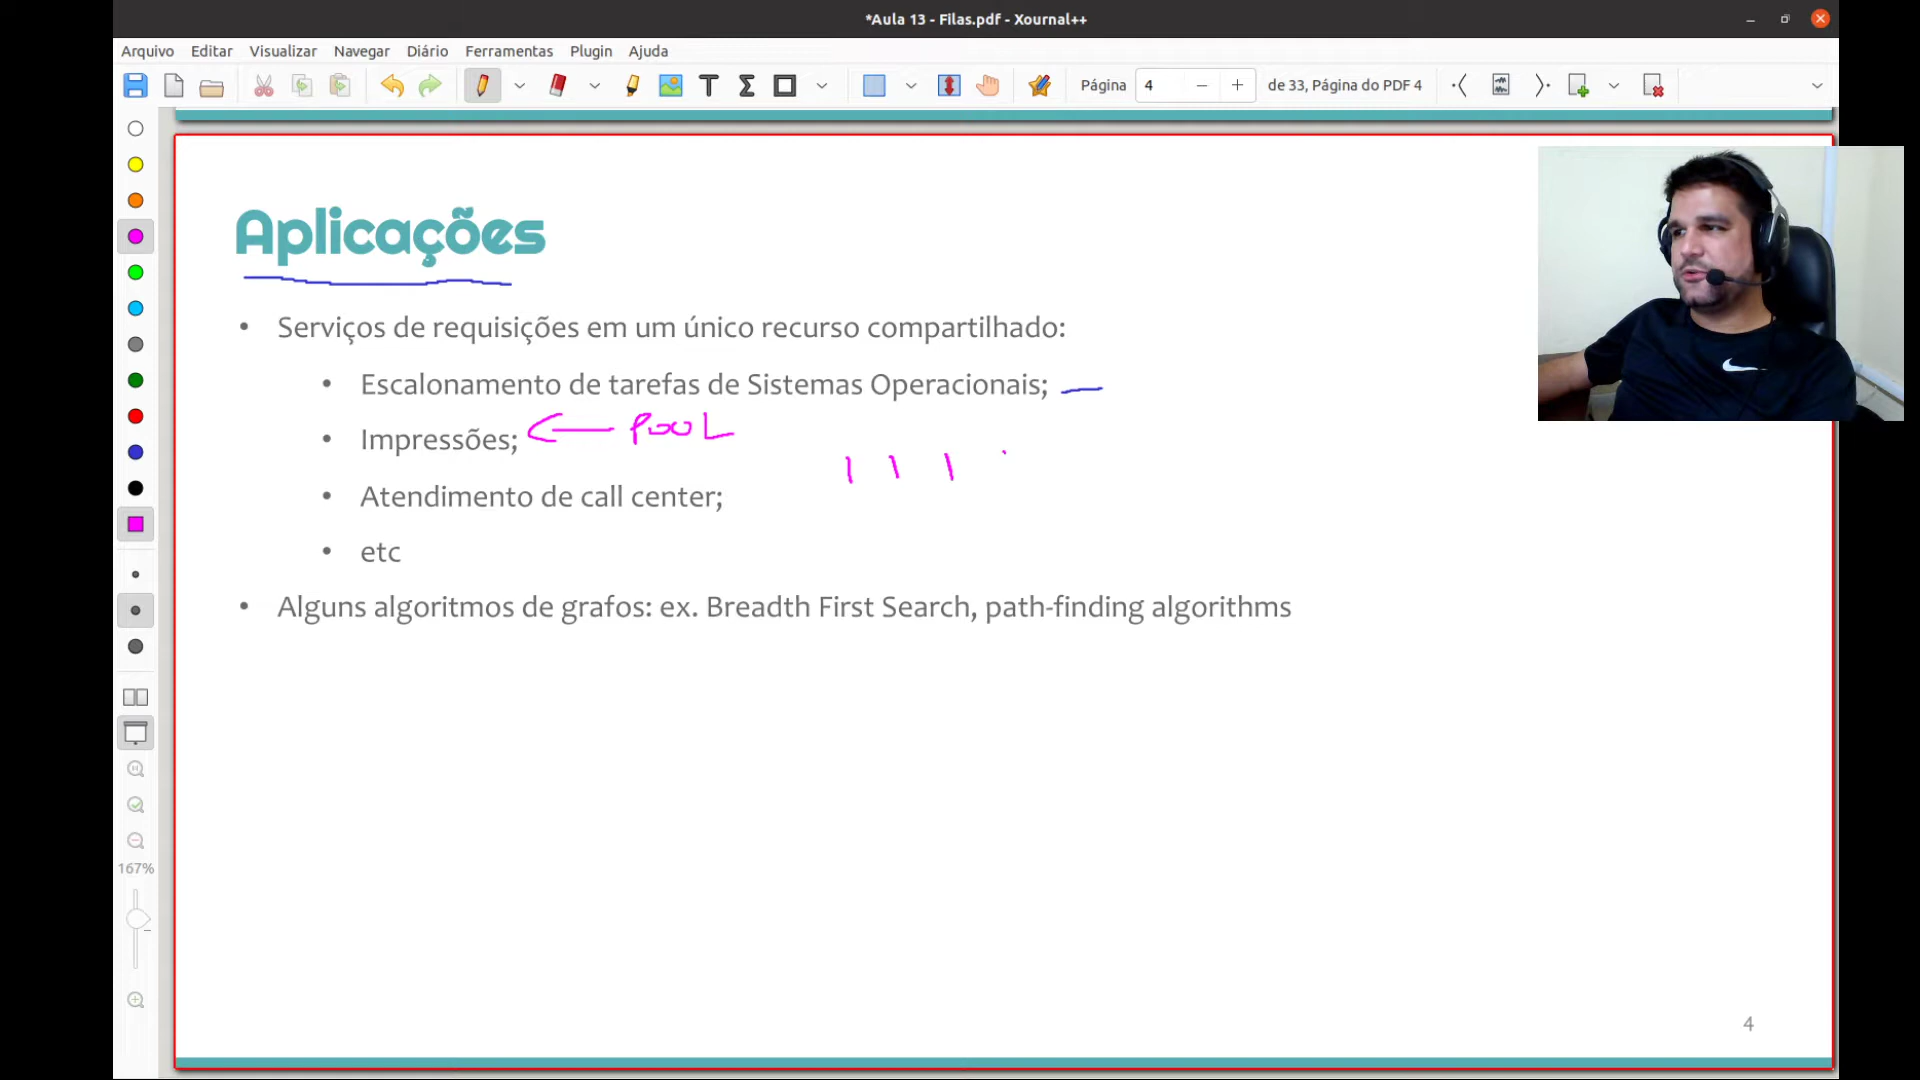 *Aula 13 - Filas.pdf - Xournal++
Arquivo Editar Visualizar Navegar Diário Ferramentas Plugin Ajuda
Página 4 de 33, Página do PDF 4
Aplicações
• Serviços de requisições em um único recurso compartilhado:
• Escalonamento de tarefas de Sistemas Operacionais;
• Impressões; POOL
• Atendimento de call center;
• etc
• Alguns algoritmos de grafos: ex. Breadth First Search, path-finding algorithms
167%
4